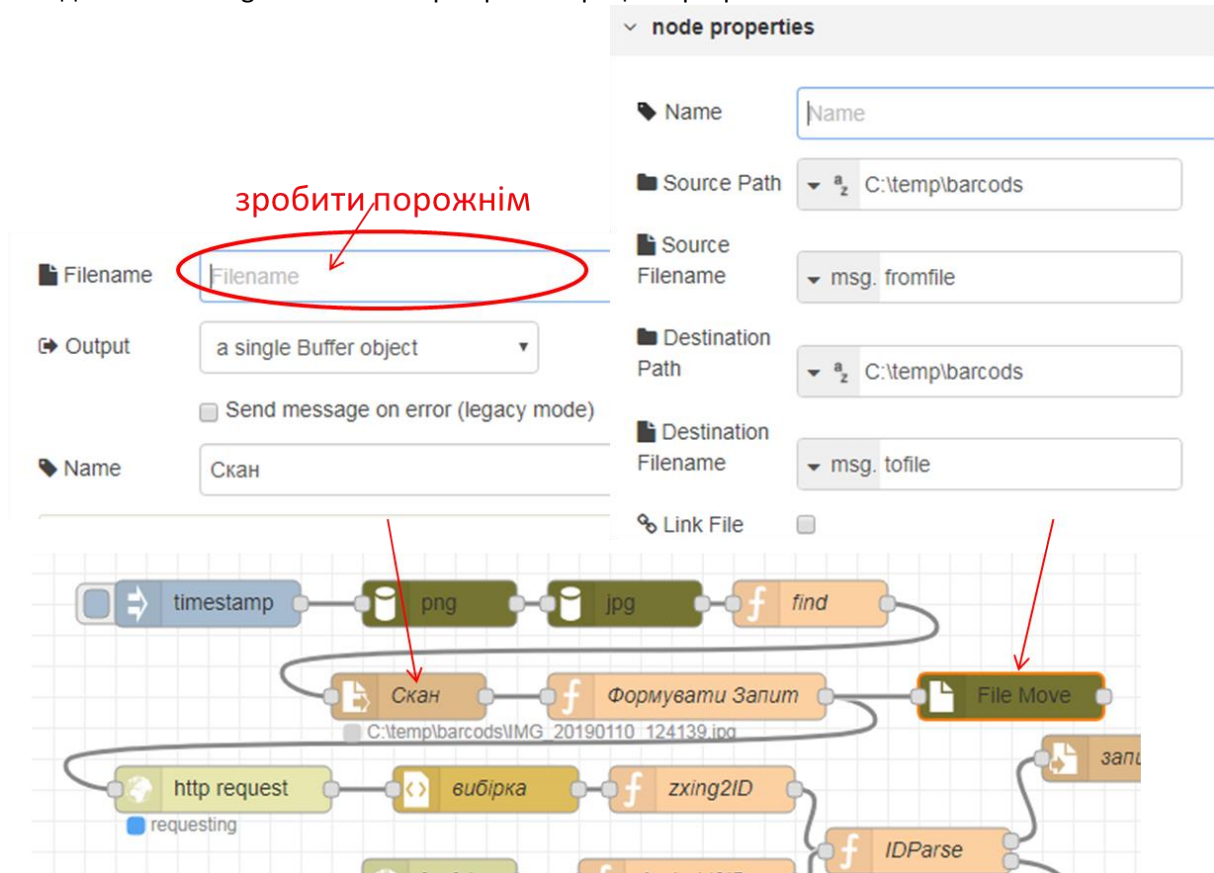 node properties
Name
Name
Source Path
C:\temp\barcods
зробити порожнім
Filename
Filename
Source
Filename
msg. fromfile
Output
a single Buffer object
Destination
Path
C:\temp\barcods
Send message on error (legacy mode)
Destination
Filename
msg. tofile
Name
Скан
Link File
timestamp
png
jpg
find
Скан
Формувати Запит
File Move
C:\temp\barcods\IMG_20190110_124139.jpg
http request
вибірка
zxing2ID
requesting
IDParse